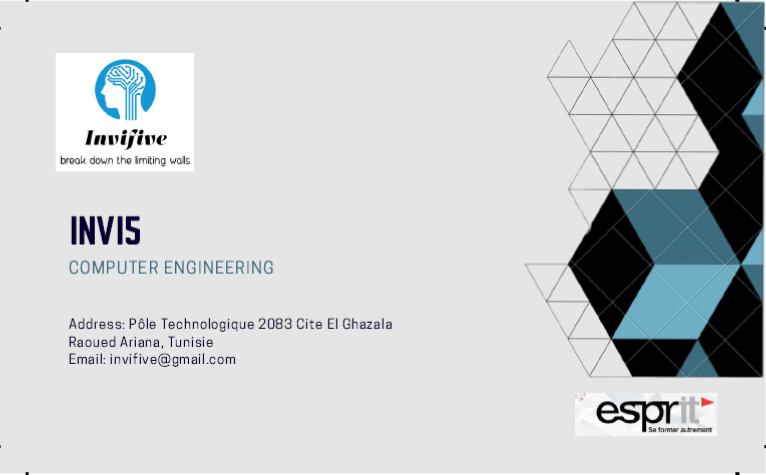 Invifive
break down the limiting walls
INVI5
COMPUTER ENGINEERING
Address: Pôle Technologique 2083 Cite El Ghazala
Raoued Ariana, Tunisie
Email: invifive@gmail.com
esprit
Se former autrement